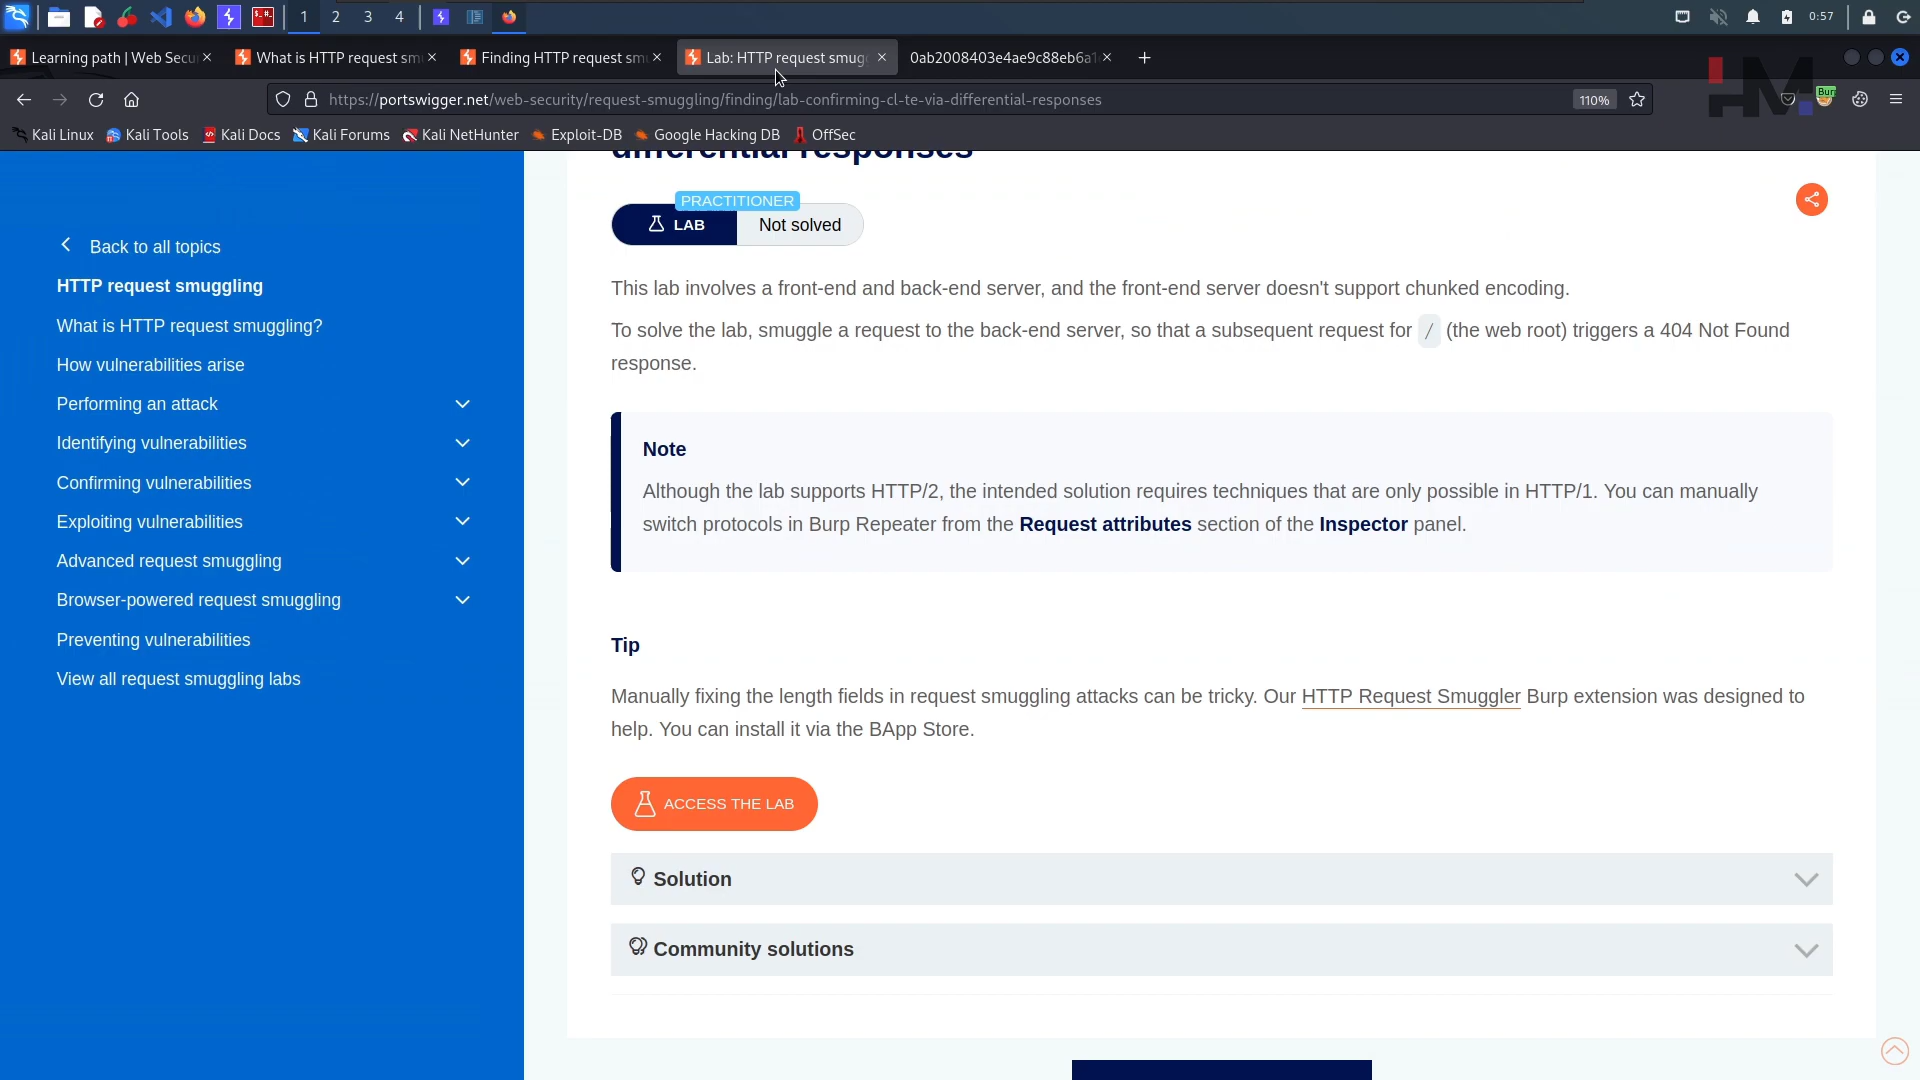 1 2 3 4 0:57
Learning path | Web Secu What is HTTP request sm Finding HTTP request sm Lab: HTTP request smugg 0ab2008403e4ae9c88eb6a1
https://portswigger.net/web-security/request-smuggling/finding/lab-confirming-cl-te-via-differential-responses 110% Bur
HM
Kali Linux Kali Tools Kali Docs Kali Forums Kali NetHunter Exploit-DB Google Hacking DB OffSec
differential responses
PRACTITIONER
LAB Not solved
Back to all topics
HTTP request smuggling
What is HTTP request smuggling?
How vulnerabilities arise
Performing an attack
Identifying vulnerabilities
Confirming vulnerabilities
Exploiting vulnerabilities
Advanced request smuggling
Browser-powered request smuggling
Preventing vulnerabilities
View all request smuggling labs
This lab involves a front-end and back-end server, and the front-end server doesn't support chunked encoding.
To solve the lab, smuggle a request to the back-end server, so that a subsequent request for / (the web root) triggers a 404 Not Found
response.
Note
Although the lab supports HTTP/2, the intended solution requires techniques that are only possible in HTTP/1. You can manually
switch protocols in Burp Repeater from the Request attributes section of the Inspector panel.
Tip
Manually fixing the length fields in request smuggling attacks can be tricky. Our HTTP Request Smuggler Burp extension was designed to
help. You can install it via the BApp Store.
ACCESS THE LAB
Solution
Community solutions